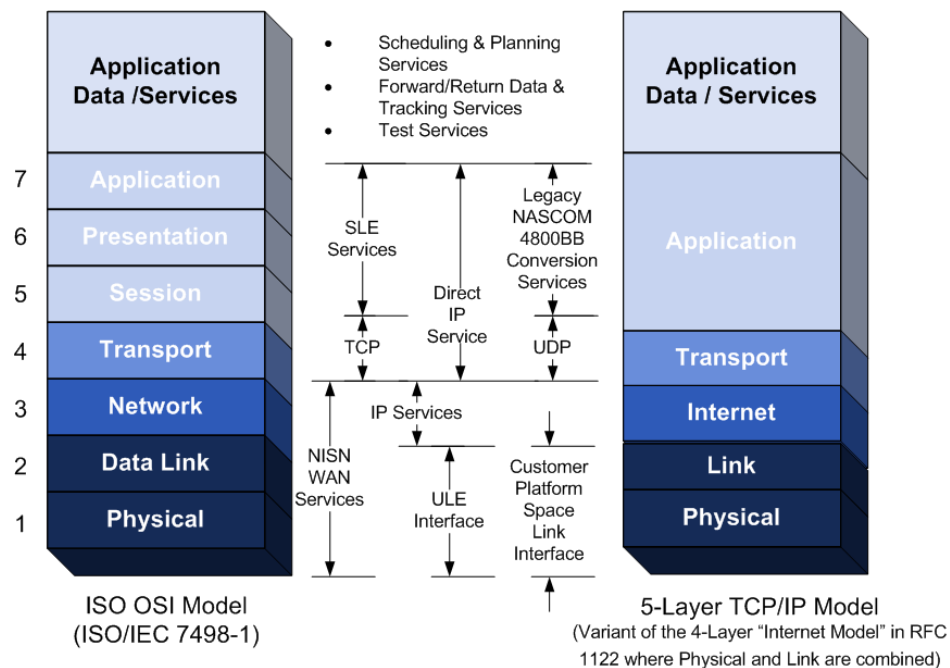 Application
Data /Services
7
Application
6
Presentation
5
Session
4
Transport
3
Network
2
Data Link
1
Physical
ISO OSI Model
(ISO/IEC 7498-1)
• Scheduling & Planning
Services
• Forward/Return Data &
Tracking Services
• Test Services
SLE
Services
TCP
Direct
IP
Service
Legacy
NASCOM
4800BB
Conversion
Services
UDP
NISN
WAN
Services
IP Services
ULE
Interface
Customer
Platform
Space
Link
Interface
Application
Data / Services
Application
Transport
Internet
Link
Physical
5-Layer TCP/IP Model
(Variant of the 4-Layer “Internet Model” in RFC
1122 where Physical and Link are combined)